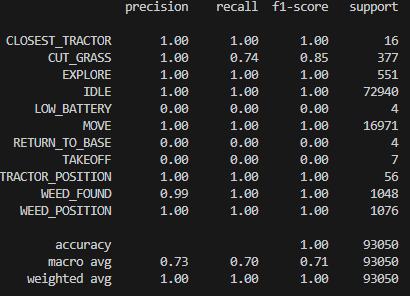 precision recall f1-score support
CLOSEST_TRACTOR 1.00 1.00 1.00 16
CUT_GRASS 1.00 0.74 0.85 377
EXPLORE 1.00 1.00 1.00 551
IDLE 1.00 1.00 1.00 72940
LOW_BATTERY 0.00 0.00 0.00 4
MOVE 1.00 1.00 1.00 16971
RETURN_TO_BASE 0.00 0.00 0.00 4
TAKEOFF 0.00 0.00 0.00 7
TRACTOR_POSITION 1.00 1.00 1.00 56
WEED_FOUND 0.99 1.00 1.00 1048
WEED_POSITION 1.00 1.00 1.00 1076
accuracy 1.00 93050
macro avg 0.73 0.70 0.71 93050
weighted avg 1.00 1.00 1.00 93050